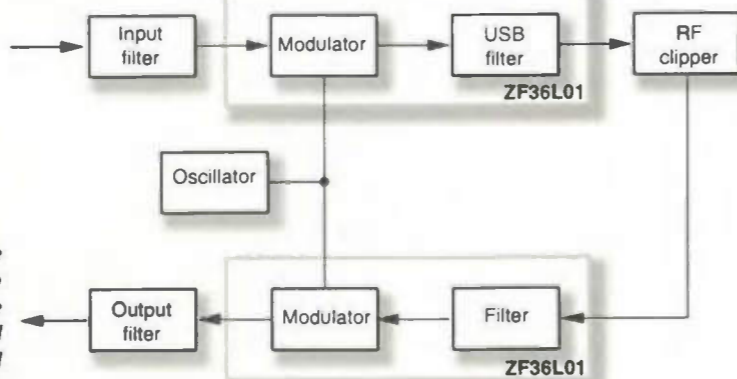 Input
filter
Modulator
USB
filter
RF
clipper
ZF36L01
Oscillator
Output
filter
Modulator
Filter
ZF36L01